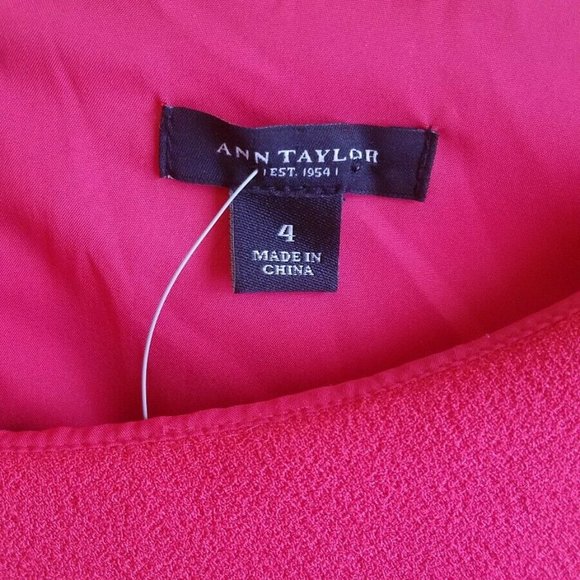 ANN TAYLOR
EST. 1954
4
MADE IN
CHINA